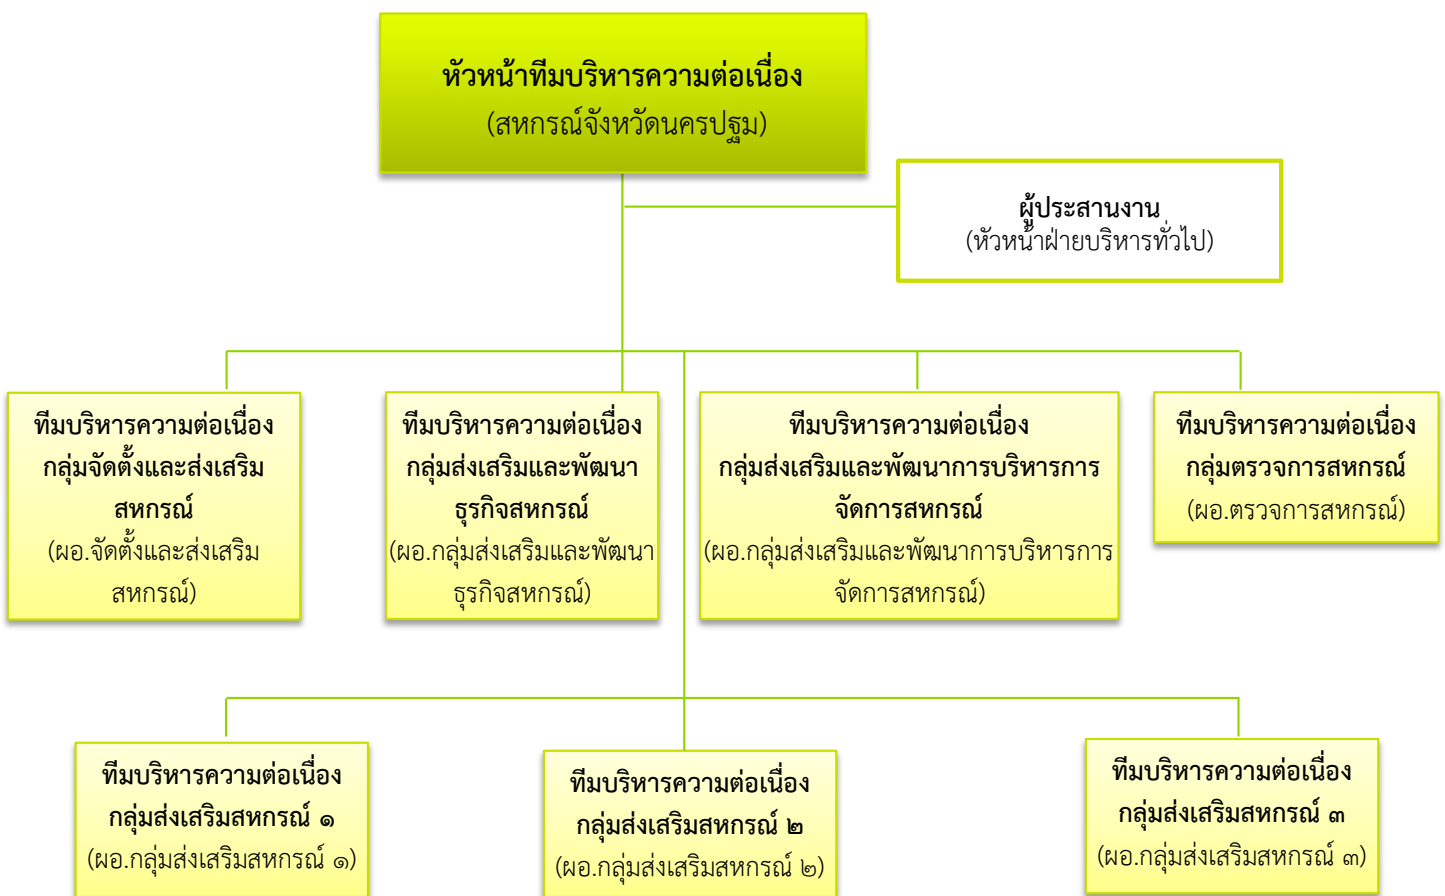 หัวหน้าทีมบริหารความต่อเนื่อง
(สหกรณ์จังหวัดนครปฐม)
ผู้ประสานงาน
(หัวหน้าฝ่ายบริหารทั่วไป)
ทีมบริหารความต่อเนื่อง
กลุ่มจัดตั้งและส่งเสริม
สหกรณ์
(ผอ.จัดตั้งและส่งเสริม
สหกรณ์)
ทีมบริหารความต่อเนื่อง
กลุ่มส่งเสริมและพัฒนา
ธุรกิจสหกรณ์
(ผอ.กลุ่มส่งเสริมและพัฒนา
ธุรกิจสหกรณ์)
ทีมบริหารความต่อเนื่อง
กลุ่มส่งเสริมและพัฒนาการบริหารการ
จัดการสหกรณ์
(ผอ.กลุ่มส่งเสริมและพัฒนาการบริหารการ
จัดการสหกรณ์)
ทีมบริหารความต่อเนื่อง
กลุ่มตรวจการสหกรณ์
(ผอ.ตรวจการสหกรณ์)
ทีมบริหารความต่อเนื่อง
กลุ่มส่งเสริมสหกรณ์ ๑
(ผอ.กลุ่มส่งเสริมสหกรณ์ ๑)
ทีมบริหารความต่อเนื่อง
กลุ่มส่งเสริมสหกรณ์ ๒
(ผอ.กลุ่มส่งเสริมสหกรณ์ ๒)
ทีมบริหารความต่อเนื่อง
กลุ่มส่งเสริมสหกรณ์ ๓
(ผอ.กลุ่มส่งเสริมสหกรณ์ ๓)